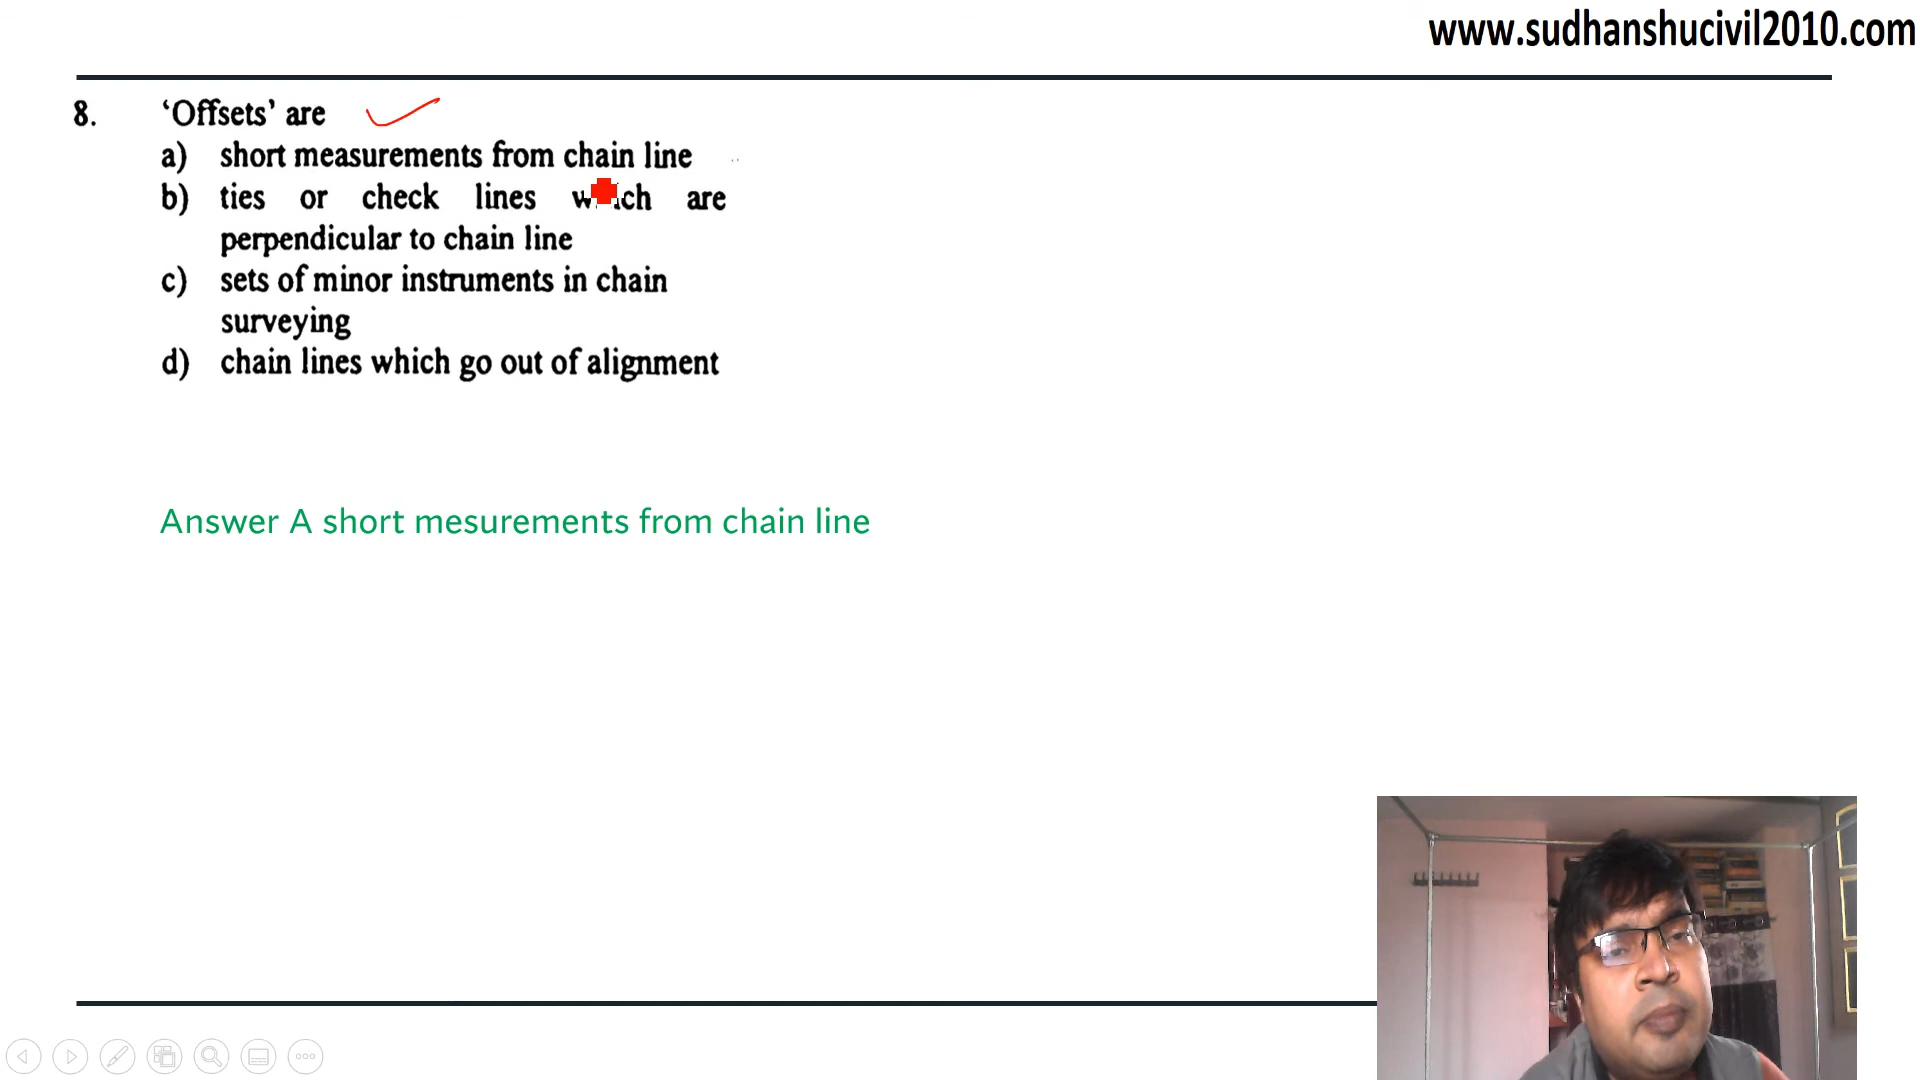 www.sudhanshucivil2010.com
8. ‘Offsets’ are
a) short measurements from chain line
b) ties or check lines which are
perpendicular to chain line
c) sets of minor instruments in chain
surveying
d) chain lines which go out of alignment
Answer A short mesurements from chain line